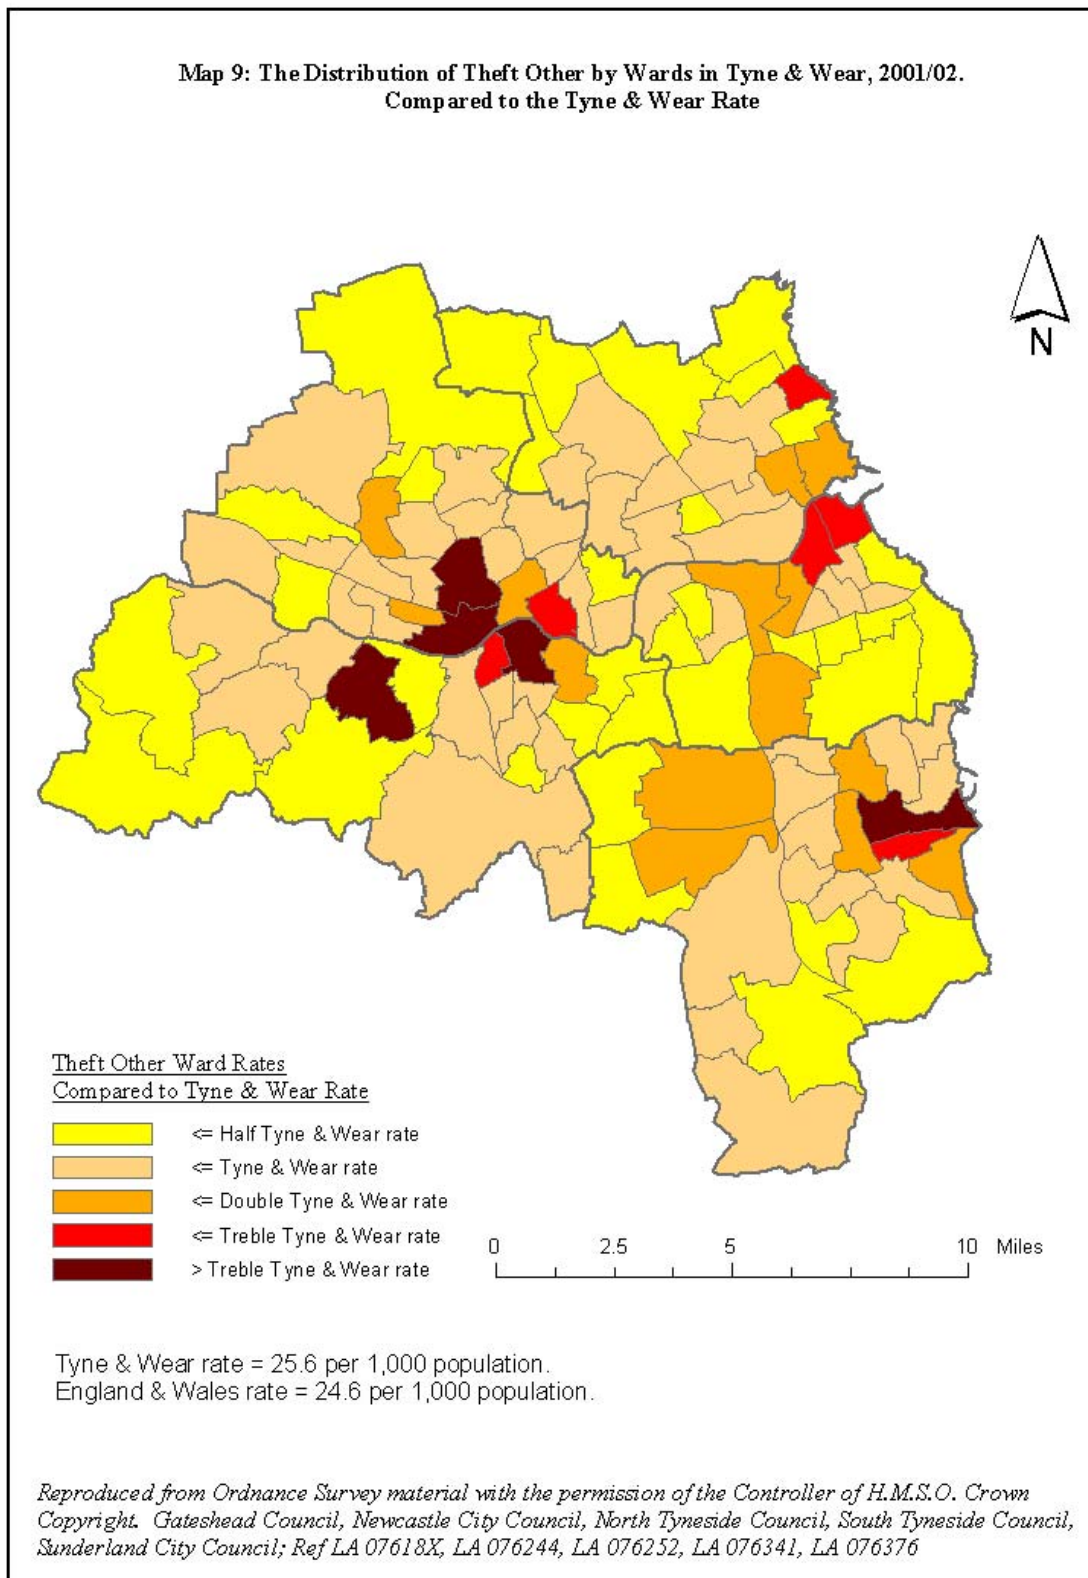 Map 9: The Distribution of Theft Other by Wards in Tyne & Wear, 2001/02.
Compared to the Tyne & Wear Rate
N
Theft Other Ward Rates
Compared to Tyne & Wear Rate
<= Half Tyne & Wear rate
<= Tyne & Wear rate
<= Double Tyne & Wear rate
<= Treble Tyne & Wear rate
> Treble Tyne & Wear rate
0 2.5 5 10 Miles
Tyne & Wear rate = 25.6 per 1,000 population.
England & Wales rate = 24.6 per 1,000 population.
Reproduced from Ordnance Survey material with the permission of the Controller of H.M.S.O. Crown
Copyright. Gateshead Council, Newcastle City Council, North Tyneside Council, South Tyneside Council,
Sunderland City Council; Ref LA 07618X, LA 076244, LA 076252, LA 076341, LA 076376